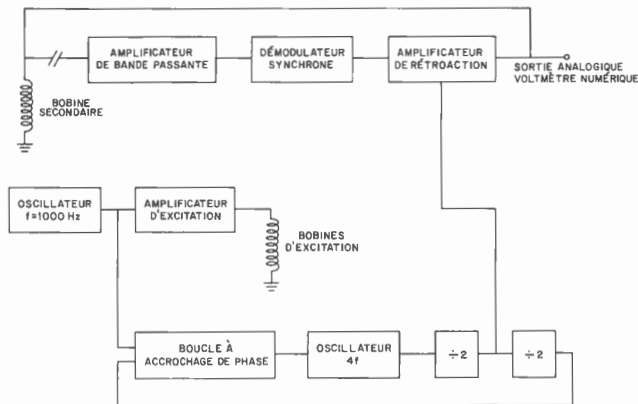 AMPLIFICATEUR
DE BANDE PASSANTE
DÉMODULATEUR
SYNCHRONE
AMPLIFICATEUR
DE RÉTROACTION
SORTIE ANALOGIQUE
VOLTMÈTRE NUMÉRIQUE
BOBINE
SECONDAIRE
OSCILLATEUR
f=1000 Hz
AMPLIFICATEUR
D'EXCITATION
BOBINES
D'EXCITATION
BOUCLE À
ACCROCHAGE DE PHASE
OSCILLATEUR
4f
÷2
÷2